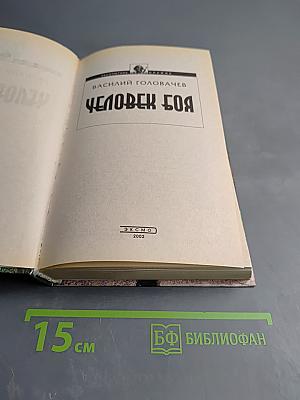 ВАСИЛИЙ ГОЛОВАЧЕВ
ЧЕЛОВЕК БОЯ
ЭКСМО
2002
15 см
БФ БИБЛИОФАН